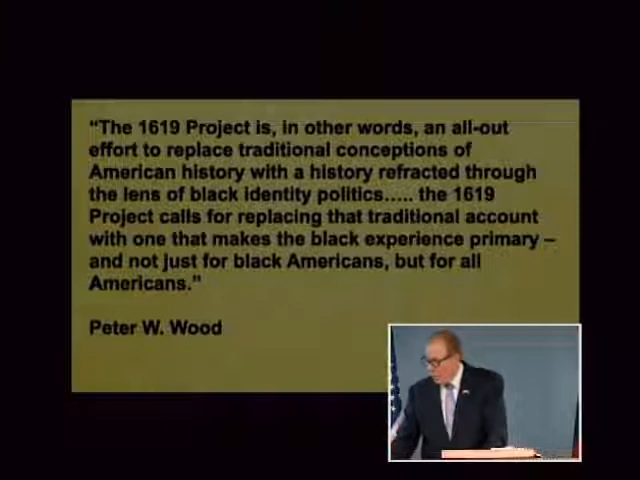 “The 1619 Project is, in other words, an all-out
effort to replace traditional conceptions of
American history with a history refracted through
the lens of black identity politics..... the 1619
Project calls for replacing that traditional account
with one that makes the black experience primary –
and not just for black Americans, but for all
Americans.”
Peter W. Wood